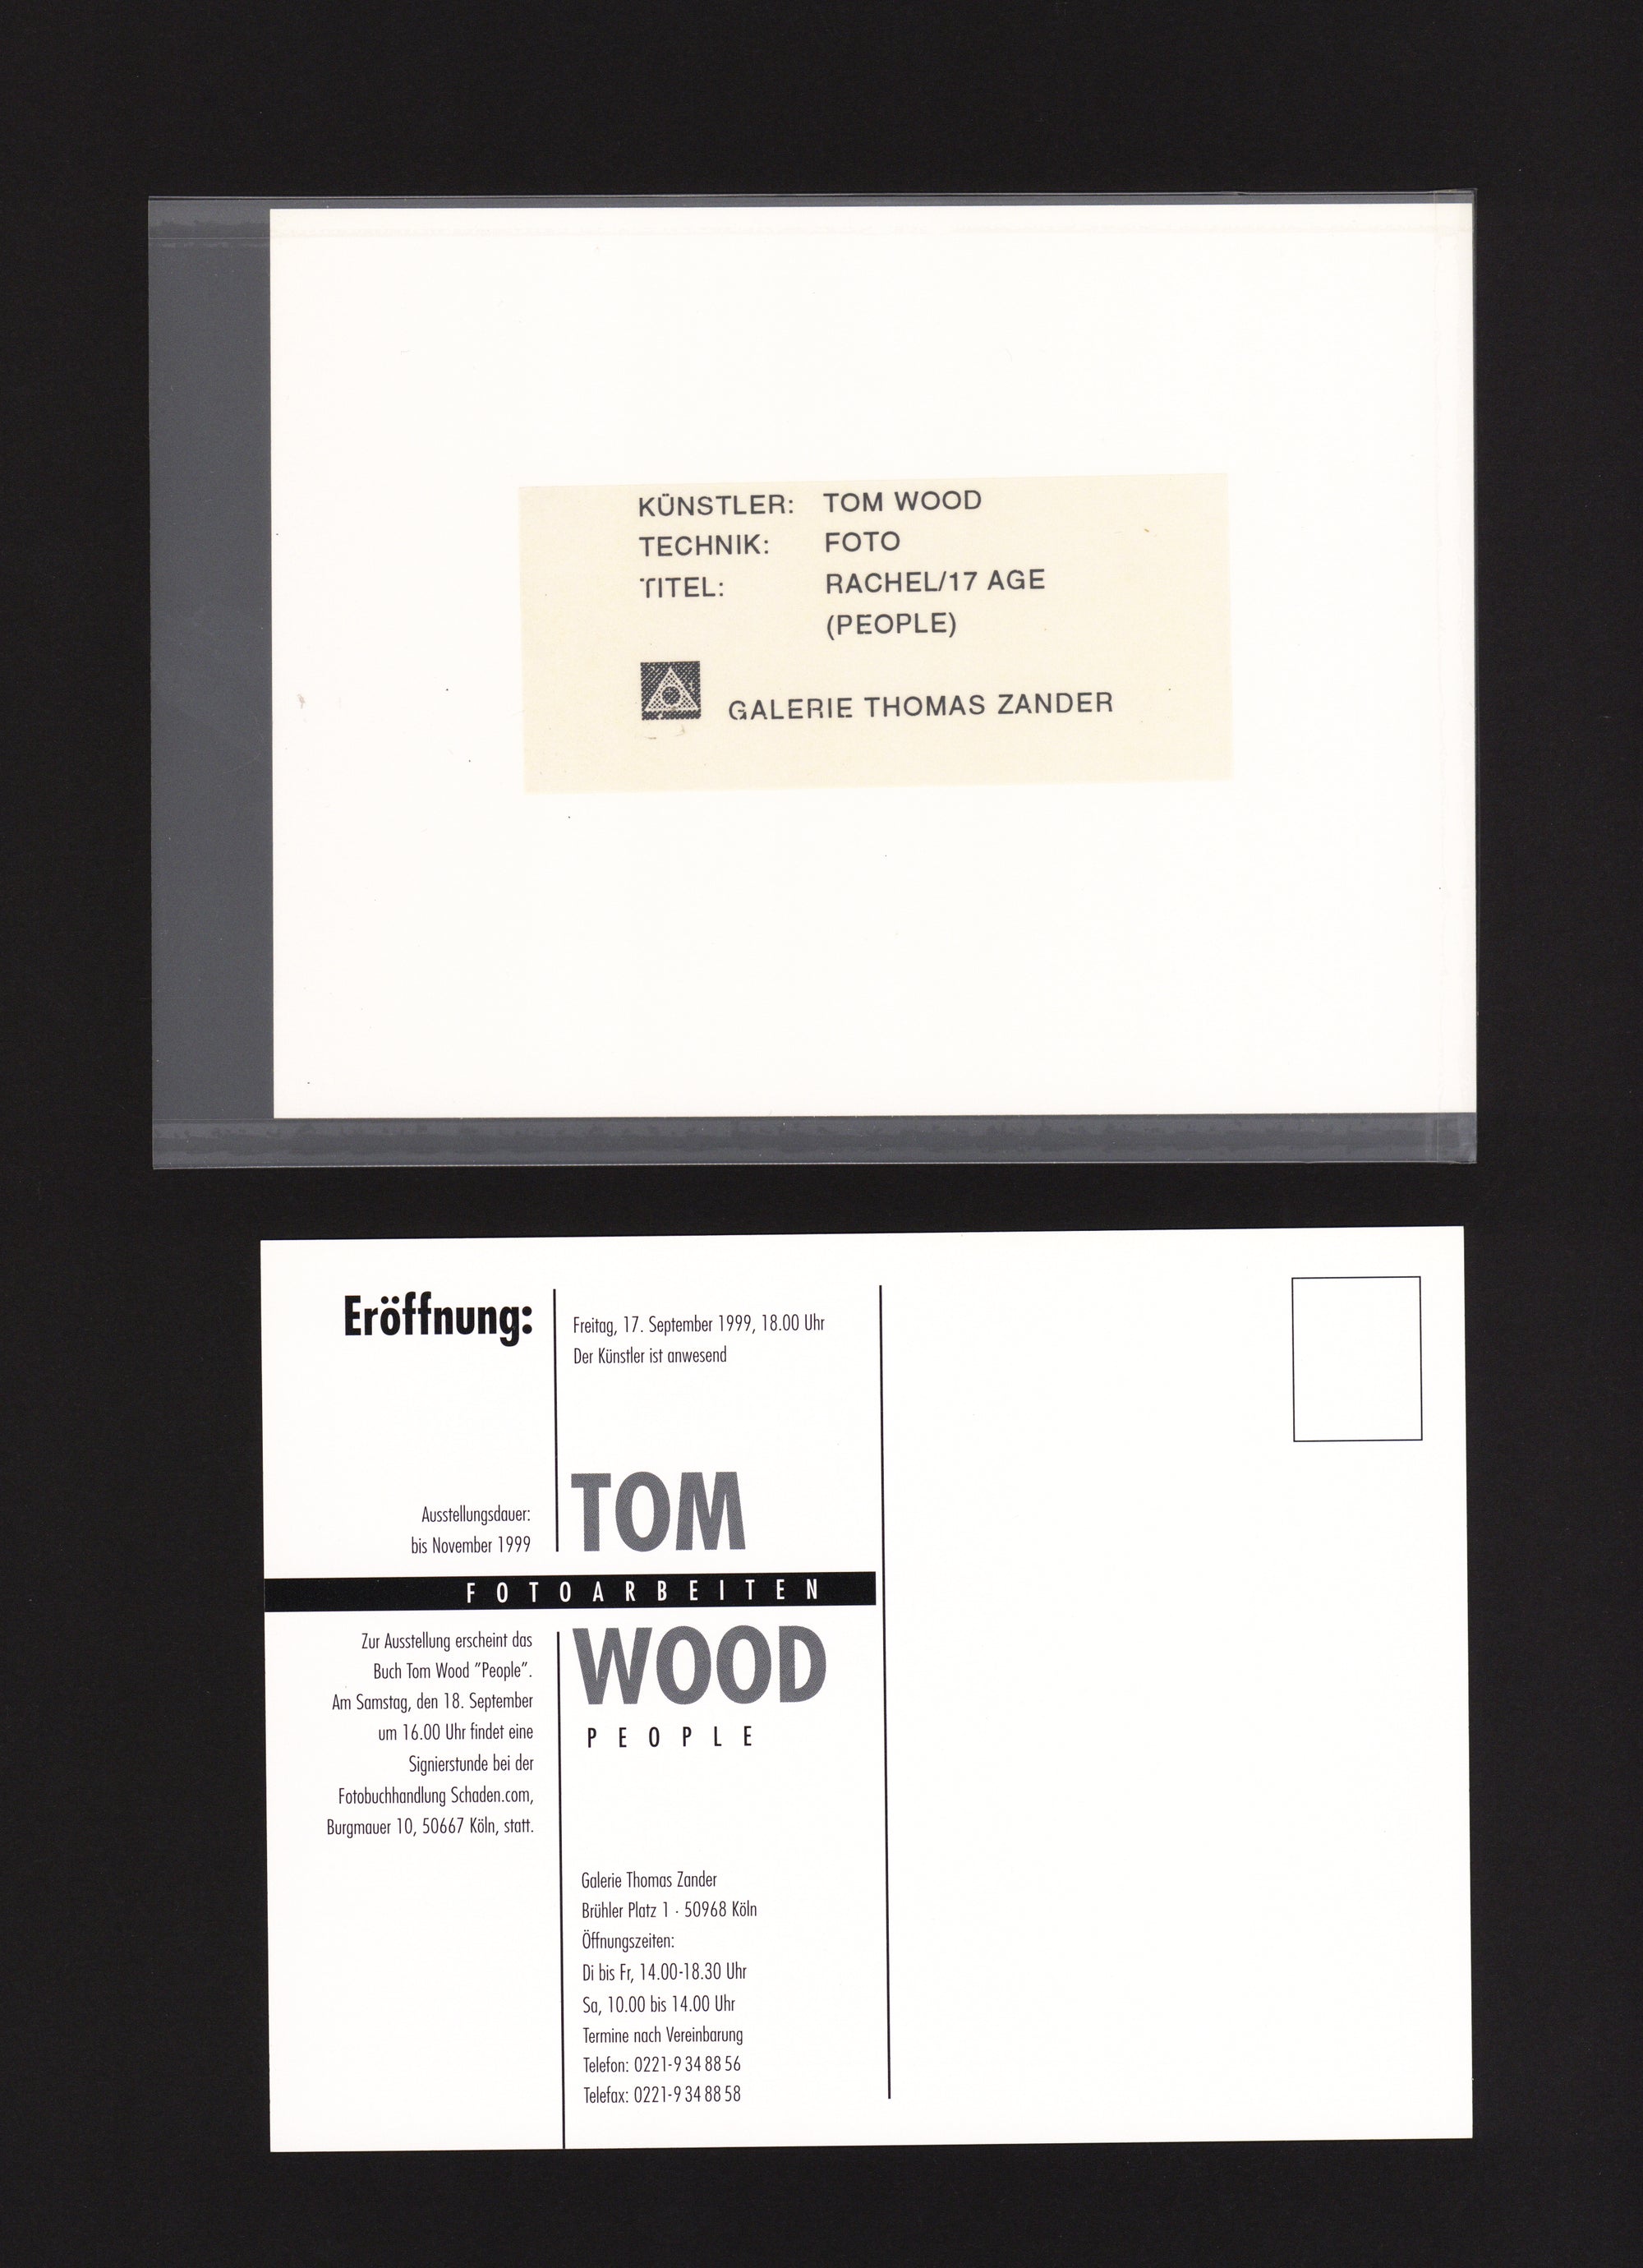 KÜNSTLER: TOM WOOD
TECHNIK: FOTO
TITEL: RACHEL/17 AGE
(PEOPLE)
GALERIE THOMAS ZANDER
Eröffnung:
Freitag, 17. September 1999, 18.00 Uhr
Der Künstler ist anwesend
Ausstellungsdauer:
bis November 1999
TOM
FOTOARBEITEN
WOOD
PEOPLE
Zur Ausstellung erscheint das
Buch Tom Wood "People".
Am Samstag, den 18. September
um 16.00 Uhr findet eine
Signierstunde bei der
Fotobuchhandlung Schaden.com,
Burgmauer 10, 50667 Köln, statt.
Galerie Thomas Zander
Brühler Platz 1 · 50968 Köln
Öffnungszeiten:
Di bis Fr, 14.00-18.30 Uhr
Sa, 10.00 bis 14.00 Uhr
Termine nach Vereinbarung
Telefon: 0221-9 34 88 56
Telefax: 0221-9 34 88 58